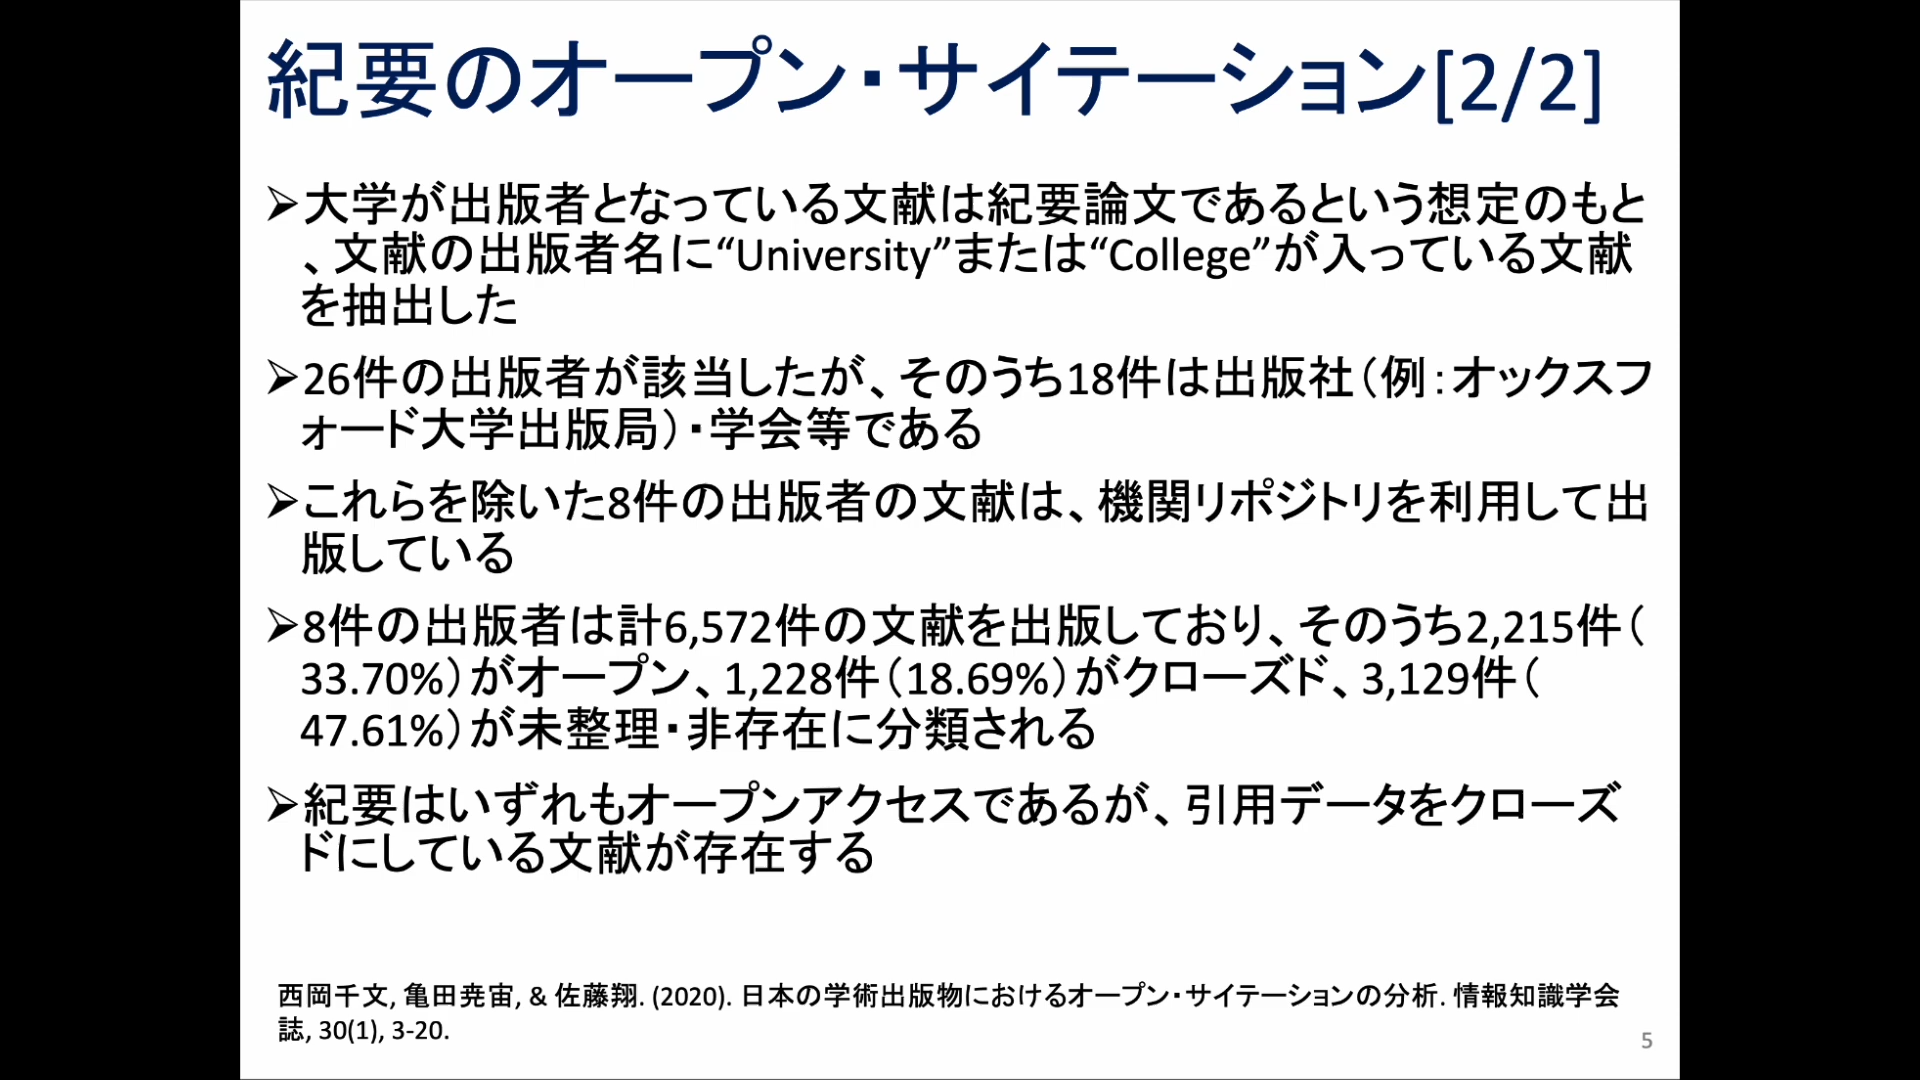 紀要のオープン・サイテーション[2/2]
➢大学が出版者となっている文献は紀要論文であるという想定のもと
、文献の出版者名に“University”または“College”が入っている文献
を抽出した
➢26件の出版者が該当したが、そのうち18件は出版社（例：オックスフ
ォード大学出版局）・学会等である
➢これらを除いた8件の出版者の文献は、機関リポジトリを利用して出
版している
➢8件の出版者は計6,572件の文献を出版しており、そのうち2,215件（
33.70%）がオープン、1,228件（18.69%）がクローズド、3,129件（
47.61%）が未整理・非存在に分類される
➢紀要はいずれもオープンアクセスであるが、引用データをクローズ
ドにしている文献が存在する
西岡千文, 亀田尭宙, & 佐藤翔. (2020). 日本の学術出版物におけるオープン・サイテーションの分析. 情報知識学会
誌, 30(1), 3-20.
5